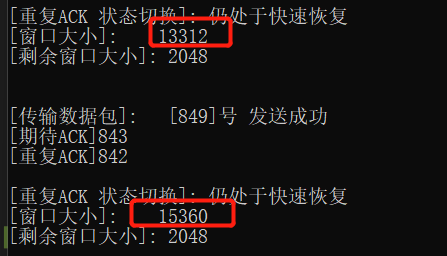 [重复ACK 状态切换]: 仍处于快速恢复
[窗口大小]: 13312
[剩余窗口大小]: 2048
[传输数据包]: [849]号 发送成功
[期待ACK]843
[重复ACK]842
[重复ACK 状态切换]: 仍处于快速恢复
[窗口大小]: 15360
[剩余窗口大小]: 2048